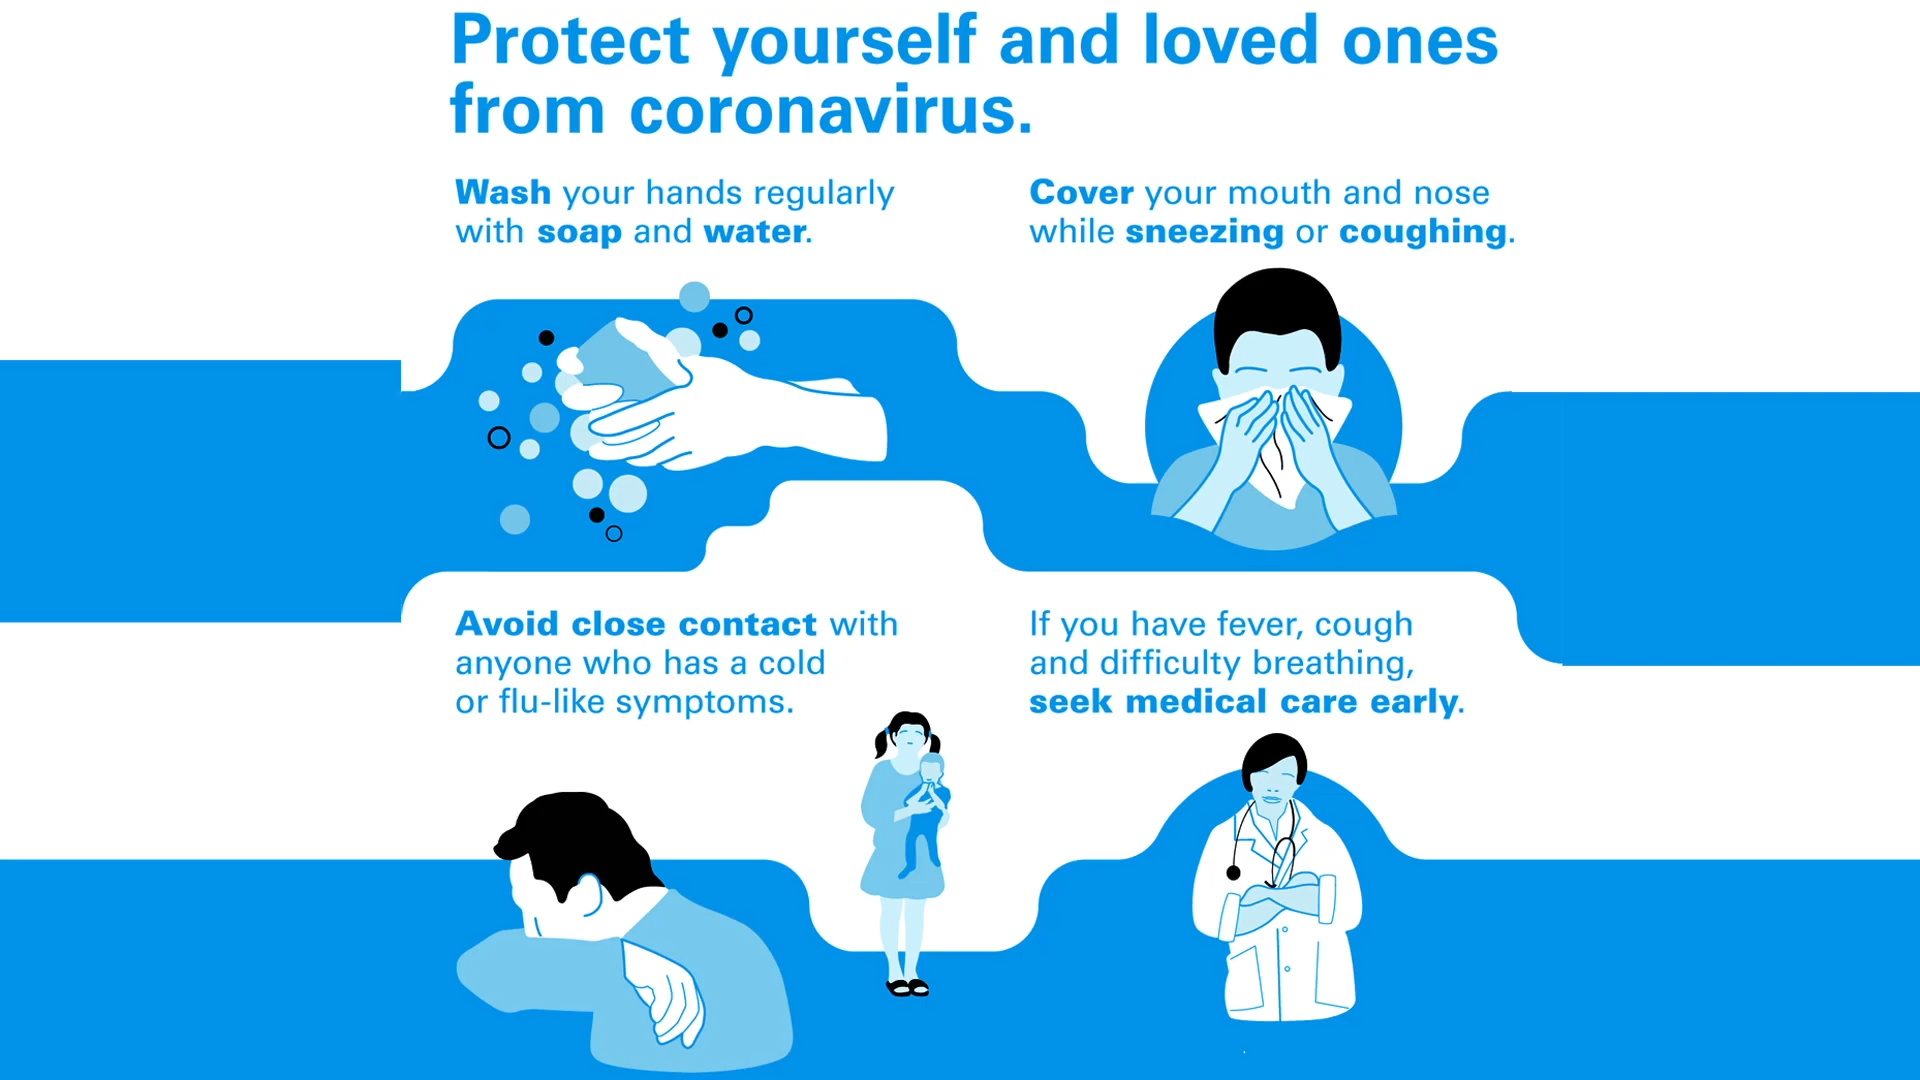 Protect yourself and loved ones
from coronavirus.
Wash your hands regularly
with soap and water.
Cover your mouth and nose
while sneezing or coughing.
Avoid close contact with
anyone who has a cold
or flu-like symptoms.
If you have fever, cough
and difficulty breathing,
seek medical care early.